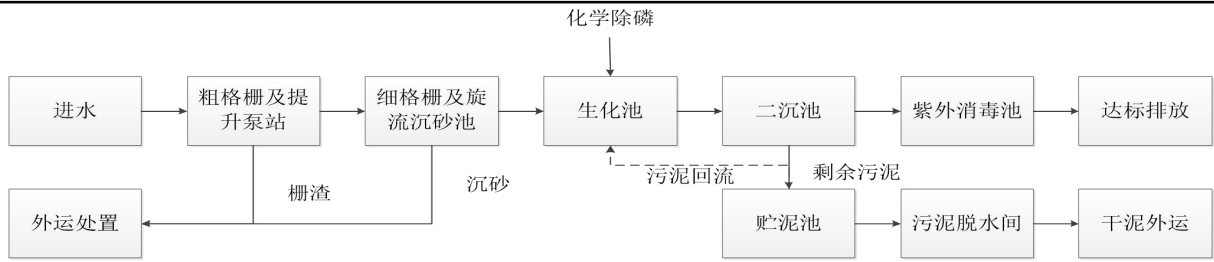 化学除磷
进水
粗格栅及提
升泵站
细格栅及旋
流沉砂池
生化池
二沉池
紫外消毒池
达标排放
栅渣
沉砂
污泥回流
剩余污泥
外运处置
贮泥池
污泥脱水间
干泥外运